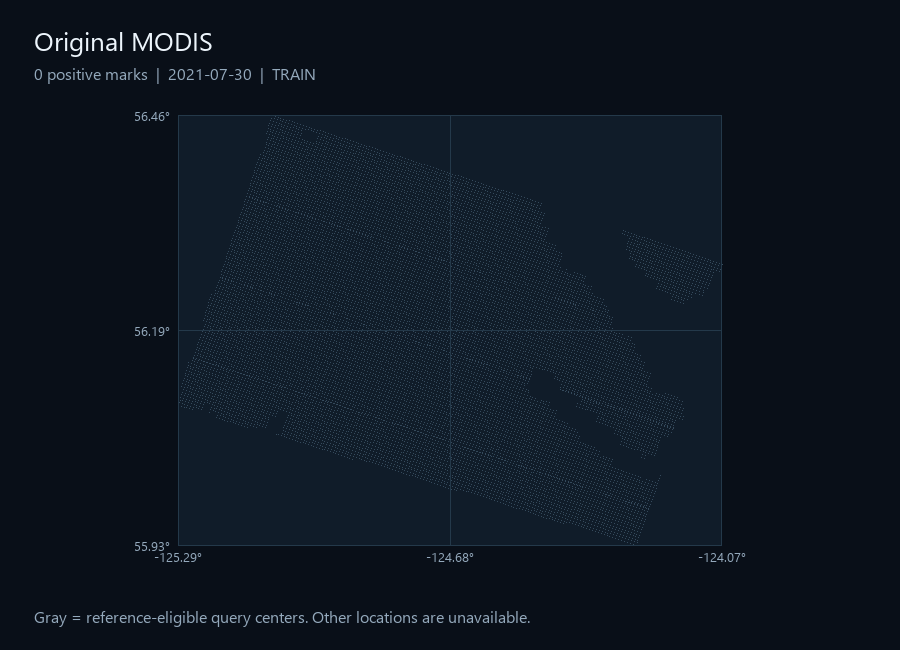 Original MODIS
0 positive marks | 2021-07-30 | TRAIN
56.46°
56.19°
55.93°
-125.29° -124.68° -124.07°
Gray = reference-eligible query centers. Other locations are unavailable.